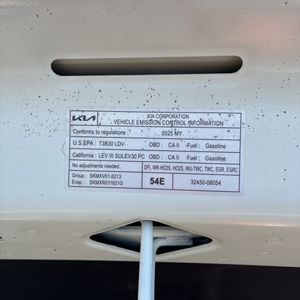 KIA KIA CORPORATION
VEHICLE EMISSION CONTROL INFORMATION
Conforms to regulations : 2025 MY
U.S.EPA : T3B30 LDV OBD : CA II Fuel : Gasoline
California : LEV III SULEV30 PC OBD : CA II Fuel : Gasoline
No adjustments needed. DFI, WR-HO2S, HO2S, WU-TWC, TWC, EGR, EGRC
Group : SKMXV01.6213
Evap. : SKMXR0111921G
54E 32450-08054